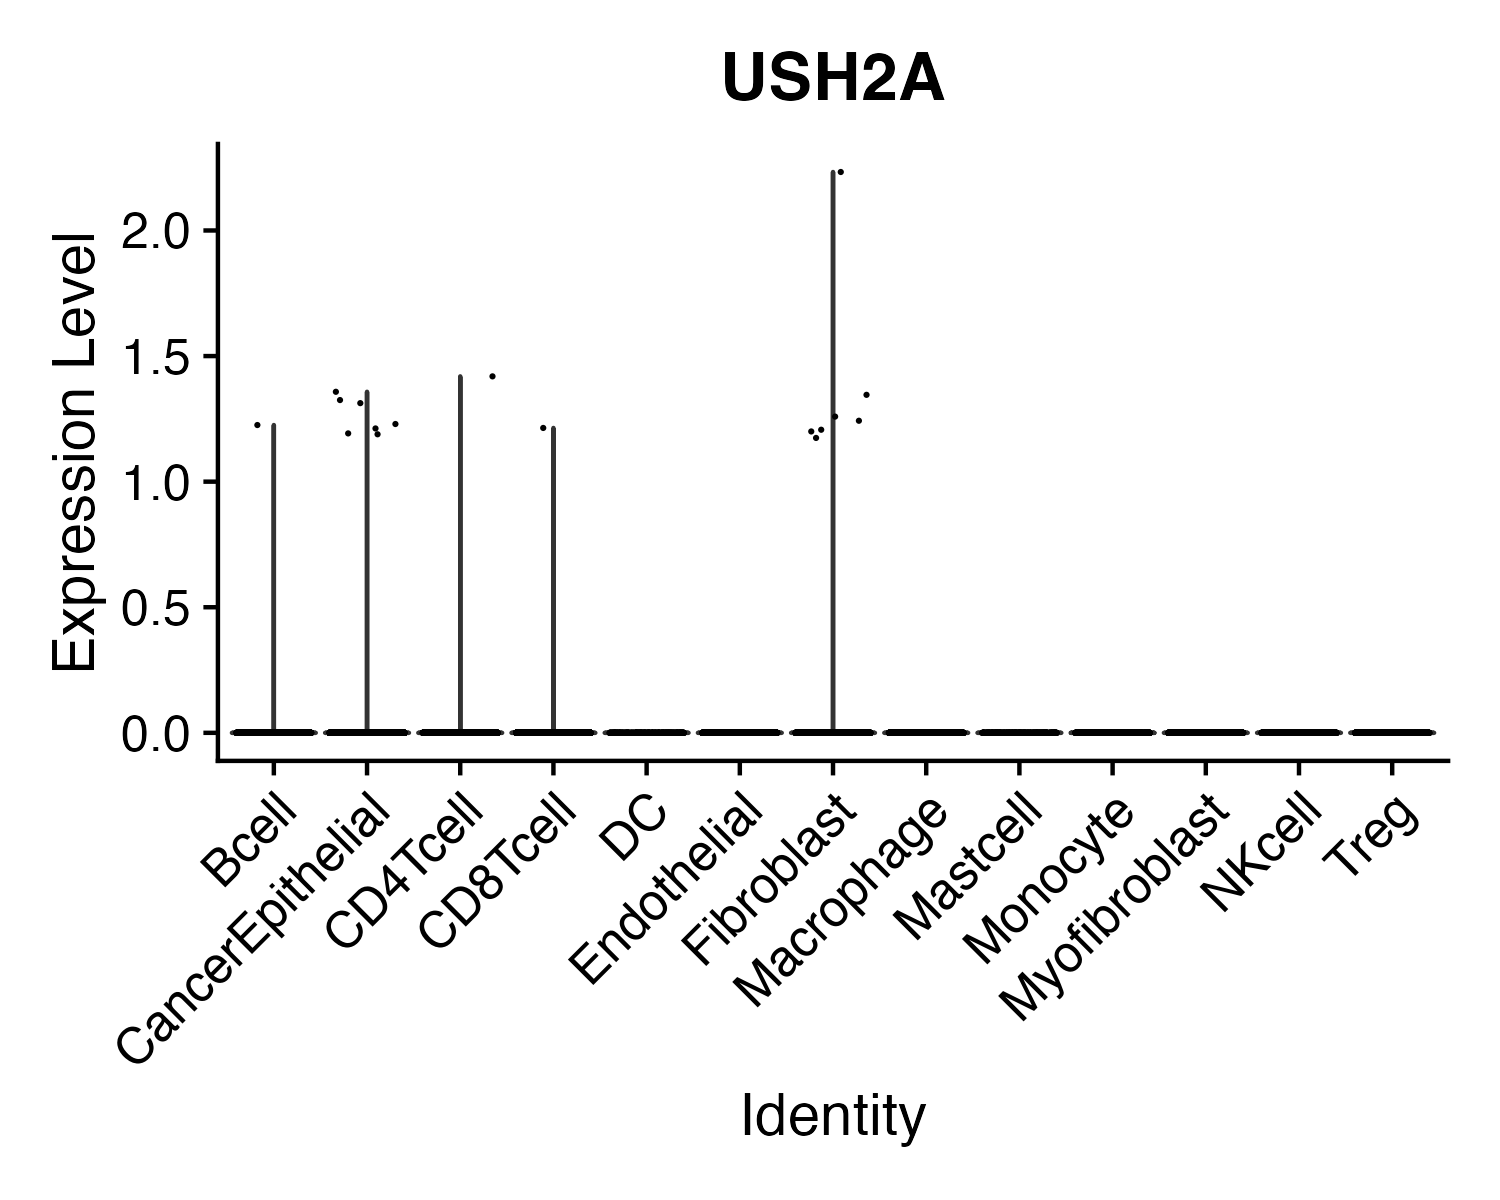 USH2A
Expression Level
2.0
1.5
1.0
0.5
0.0
Bcell
CancerEpithelial
CD4Tcell
CD8Tcell
DC
Endothelial
Fibroblast
Macrophage
Mastcell
Monocyte
Myofibroblast
NKcell
Treg
Identity